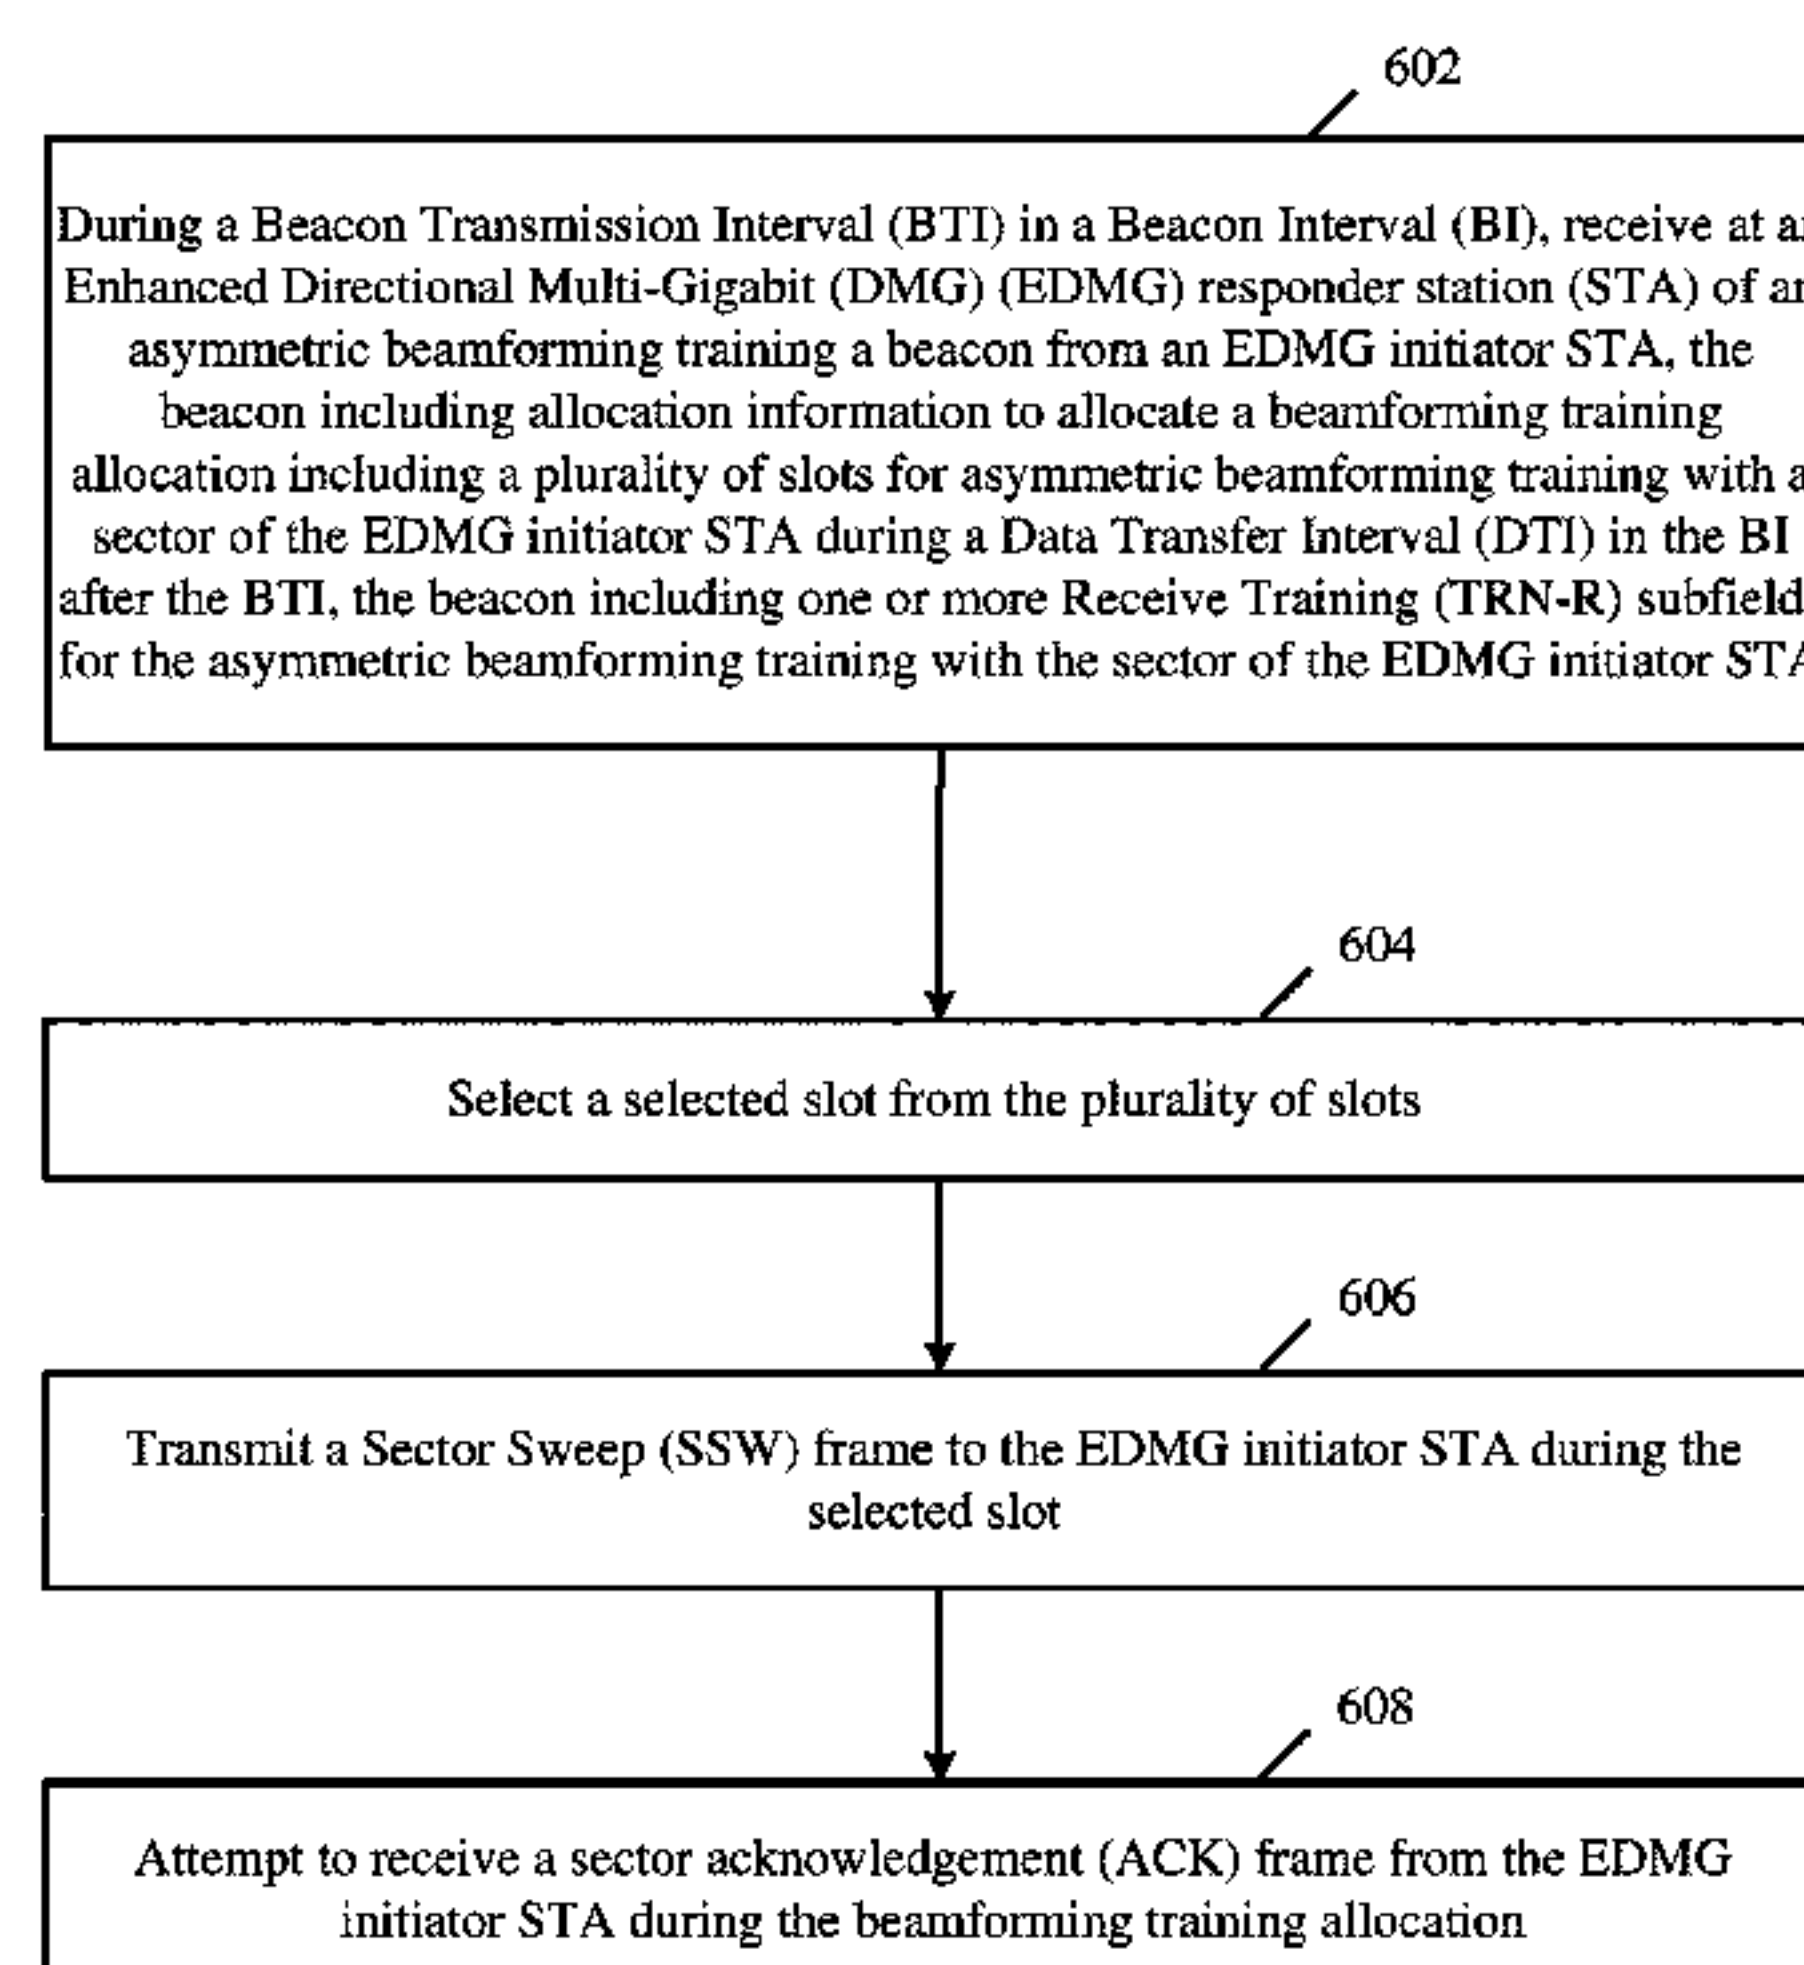 602
During a Beacon Transmission Interval (BTI) in a Beacon Interval (BI), receive at
Enhanced Directional Multi-Gigabit (DMG) (EDMG) responder station (STA) of
asymmetric beamforming training a beacon from an EDMG initiator STA, the
beacon including allocation information to allocate a beamforming training
allocation including a plurality of slots for asymmetric beamforming training with a
sector of the EDMG initiator STA during a Data Transfer Interval (DTI) in the BI
after the BTI, the beacon including one or more Receive Training (TRN-R) subfield
for the asymmetric beamforming training with the sector of the EDMG initiator STA
604
Select a selected slot from the plurality of slots
606
Transmit a Sector Sweep (SSW) frame to the EDMG initiator STA during the
selected slot
608
Attempt to receive a sector acknowledgement (ACK) frame from the EDMG
initiator STA during the beamforming training allocation